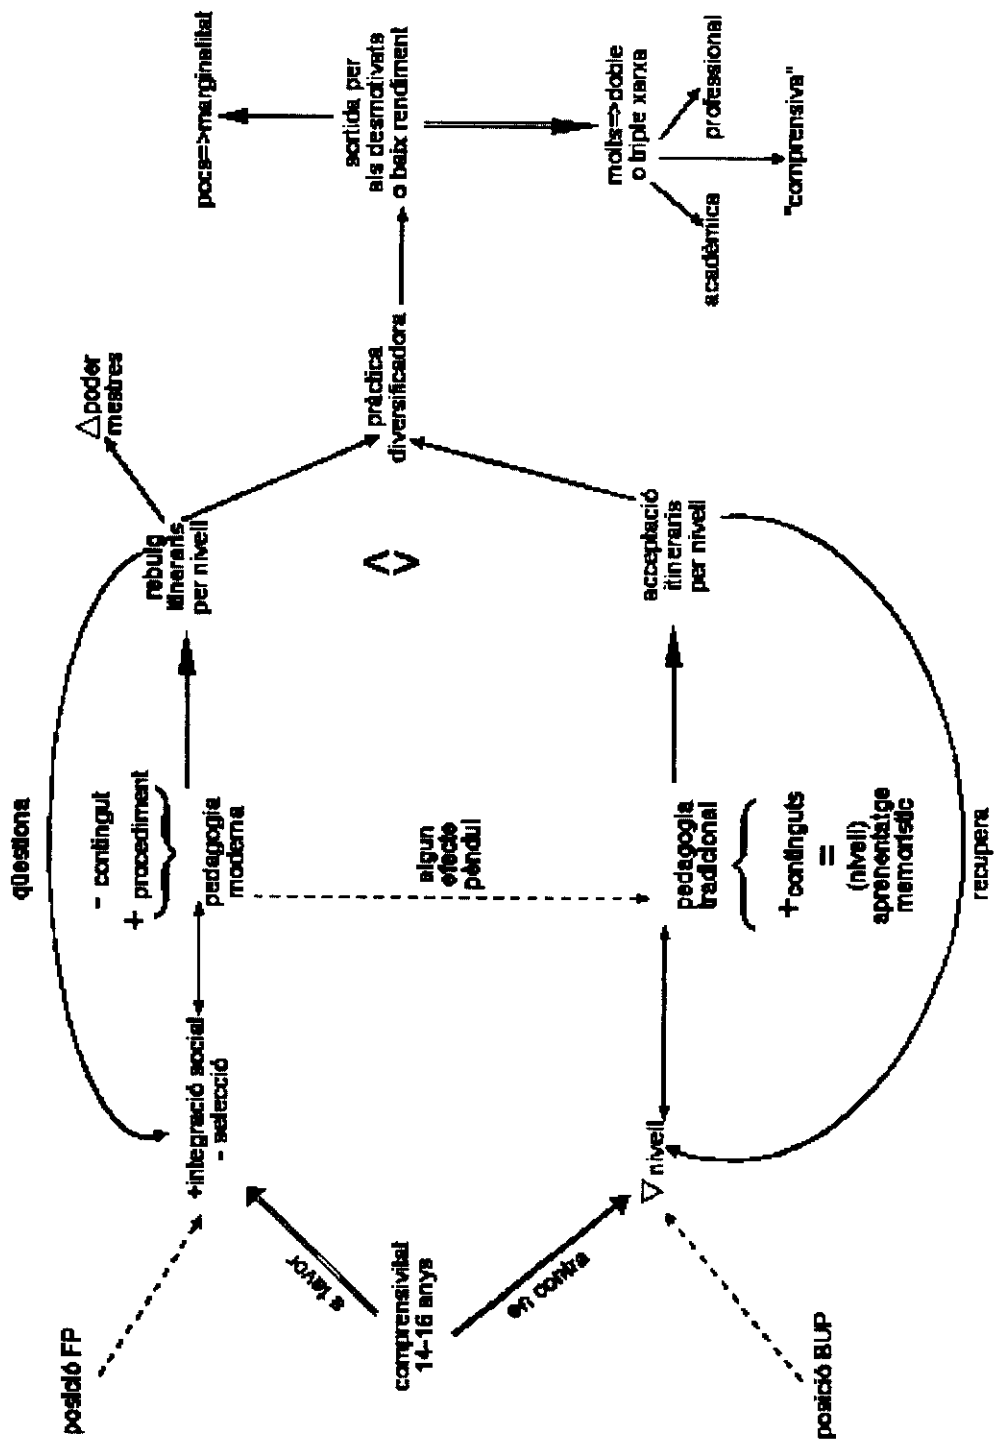 qüestiona
△poder
mestres
posició FP
- contingut
+ procediment
pocs=>marginalitat
+integració social
- selecció
pedagogia
moderna
rebuig
itineraris
per nivell
a favor
comprensivitat
14-16 anys
algun
efecte
pèndul
<>
pràctica
diversificadora
sortida per
als desmotivats
o baix rendiment
en contra
▽ nivell
pedagogia
tradicional
acceptació
itineraris
per nivell
molts=>doble
o triple xarxa
acadèmica
professional
"comprensiva"
posició BUP
+continguts
=
(nivell)
aprenentatge
memorístic
recupera